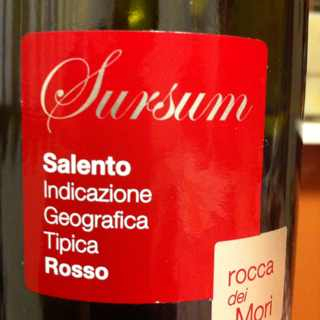 Sursum
Salento
Indicazione
Geografica
Tipica
Rosso
rocca
dei
Mori